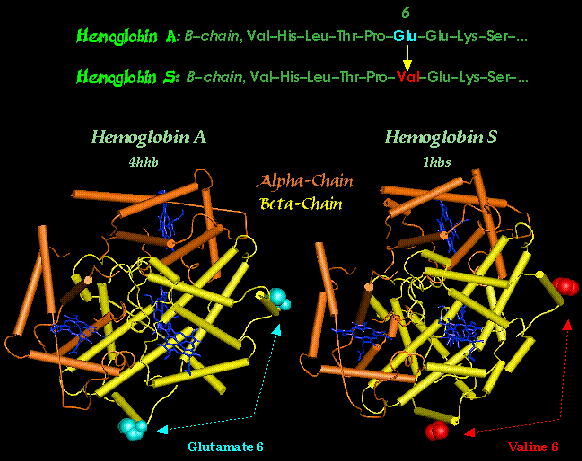 6
Hemoglobin A: B-chain, Val–His–Leu–Thr–Pro–Glu–Glu–Lys–Ser–...
Hemoglobin S: B-chain, Val–His–Leu–Thr–Pro–Val–Glu–Lys–Ser–...
Hemoglobin A Hemoglobin S
4hhb 1hbs
Alpha-Chain
Beta-Chain
Glutamate 6 Valine 6